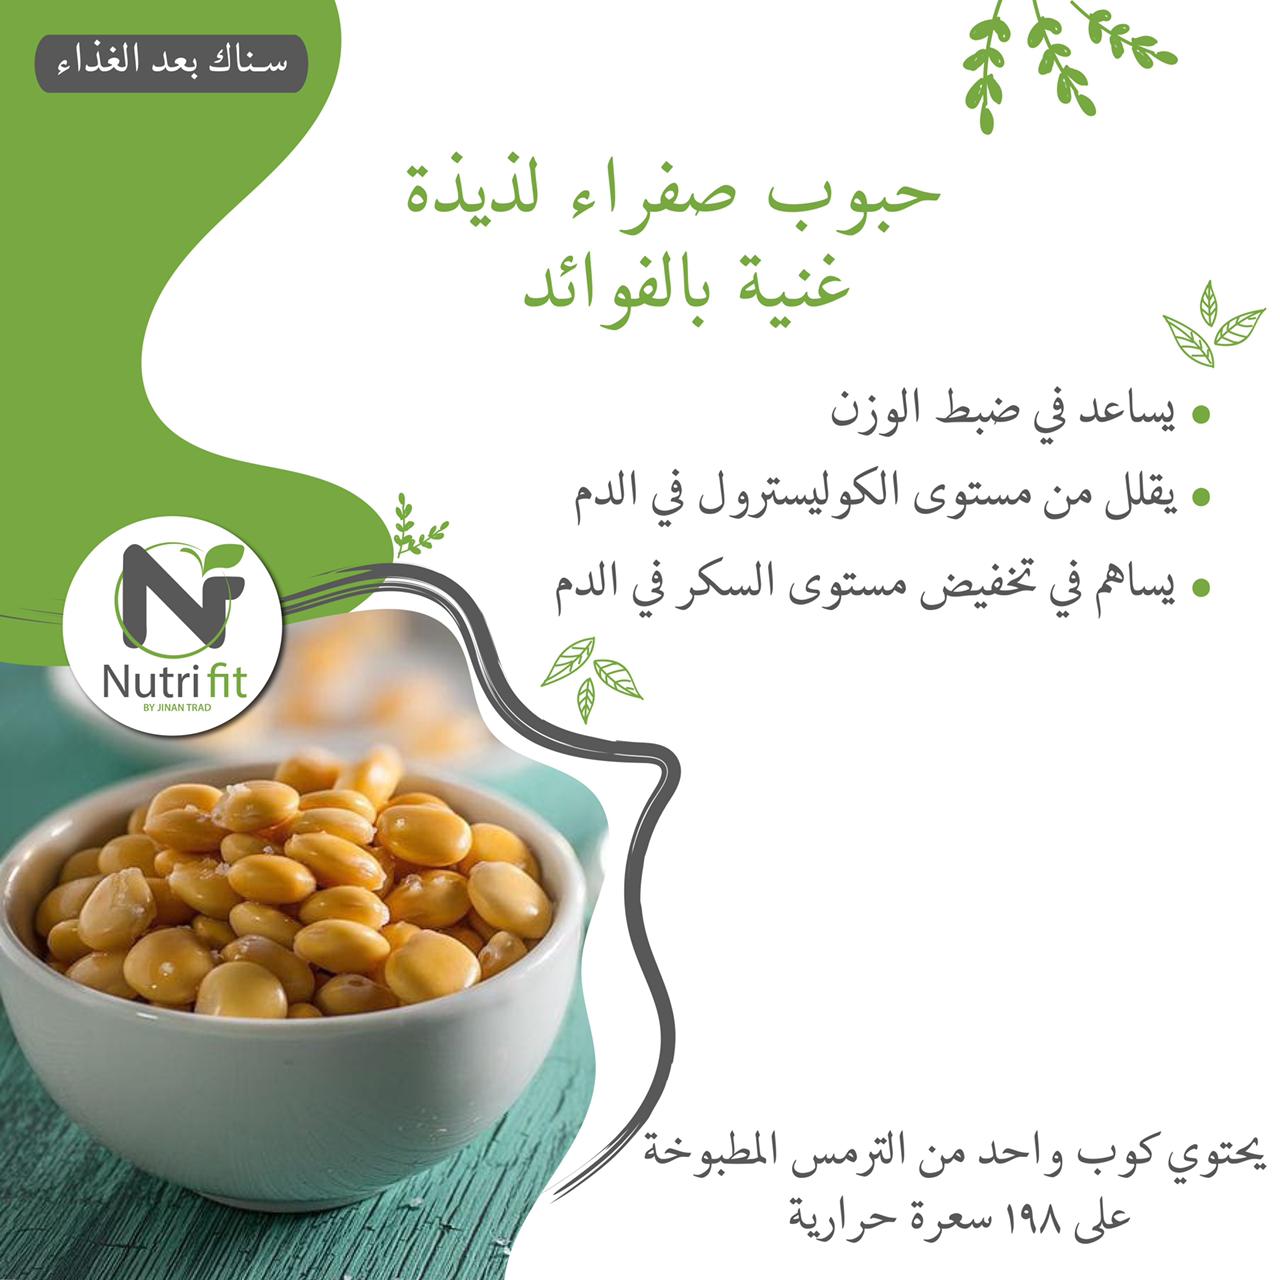 سناك بعد الغذاء
حبوب صفراء لذيذة
غنية بالفوائد
• يساعد في ضبط الوزن
• يقلل من مستوى الكوليسترول في الدم
• يساهم في تخفيض مستوى السكر في الدم
Nutrifit
BY JINAN TRAD
يحتوي كوب واحد من الترمس المطبوخة
على ١٩٨ سعرة حرارية